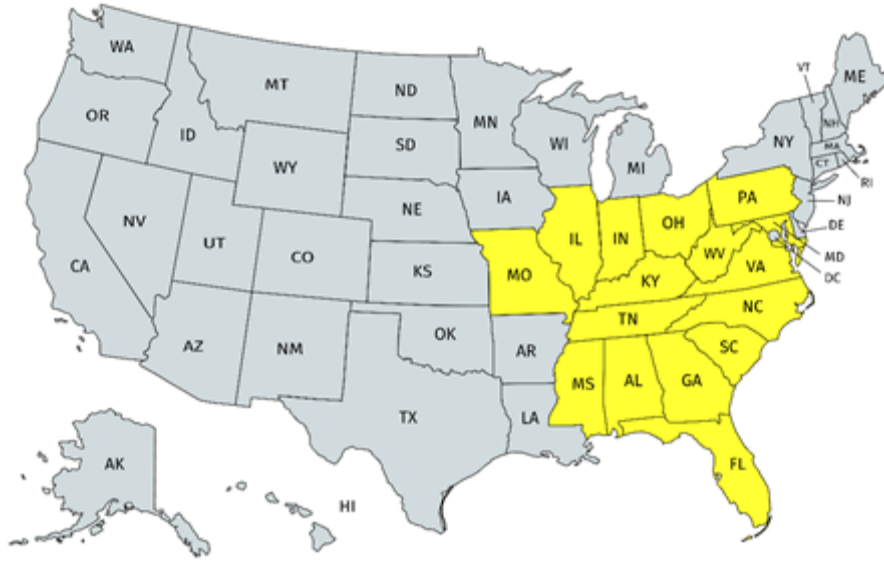 WA
MT
ND
MN
VT
ME
OR
ID
SD
WI
NY
NH
MA
WY
MI
CT
RI
IA
PA
NJ
NE
NV
OH
DE
UT
IL
IN
CO
WV
MD
CA
KS
MO
KY
VA
DC
NC
TN
OK
AZ
NM
AR
SC
MS
AL
GA
TX
LA
AK
FL
HI